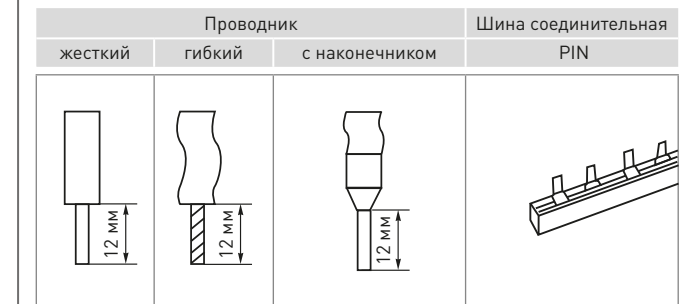 Проводник Шина соединительная
жесткий гибкий с наконечником PIN
12 мм 12 мм 12 мм